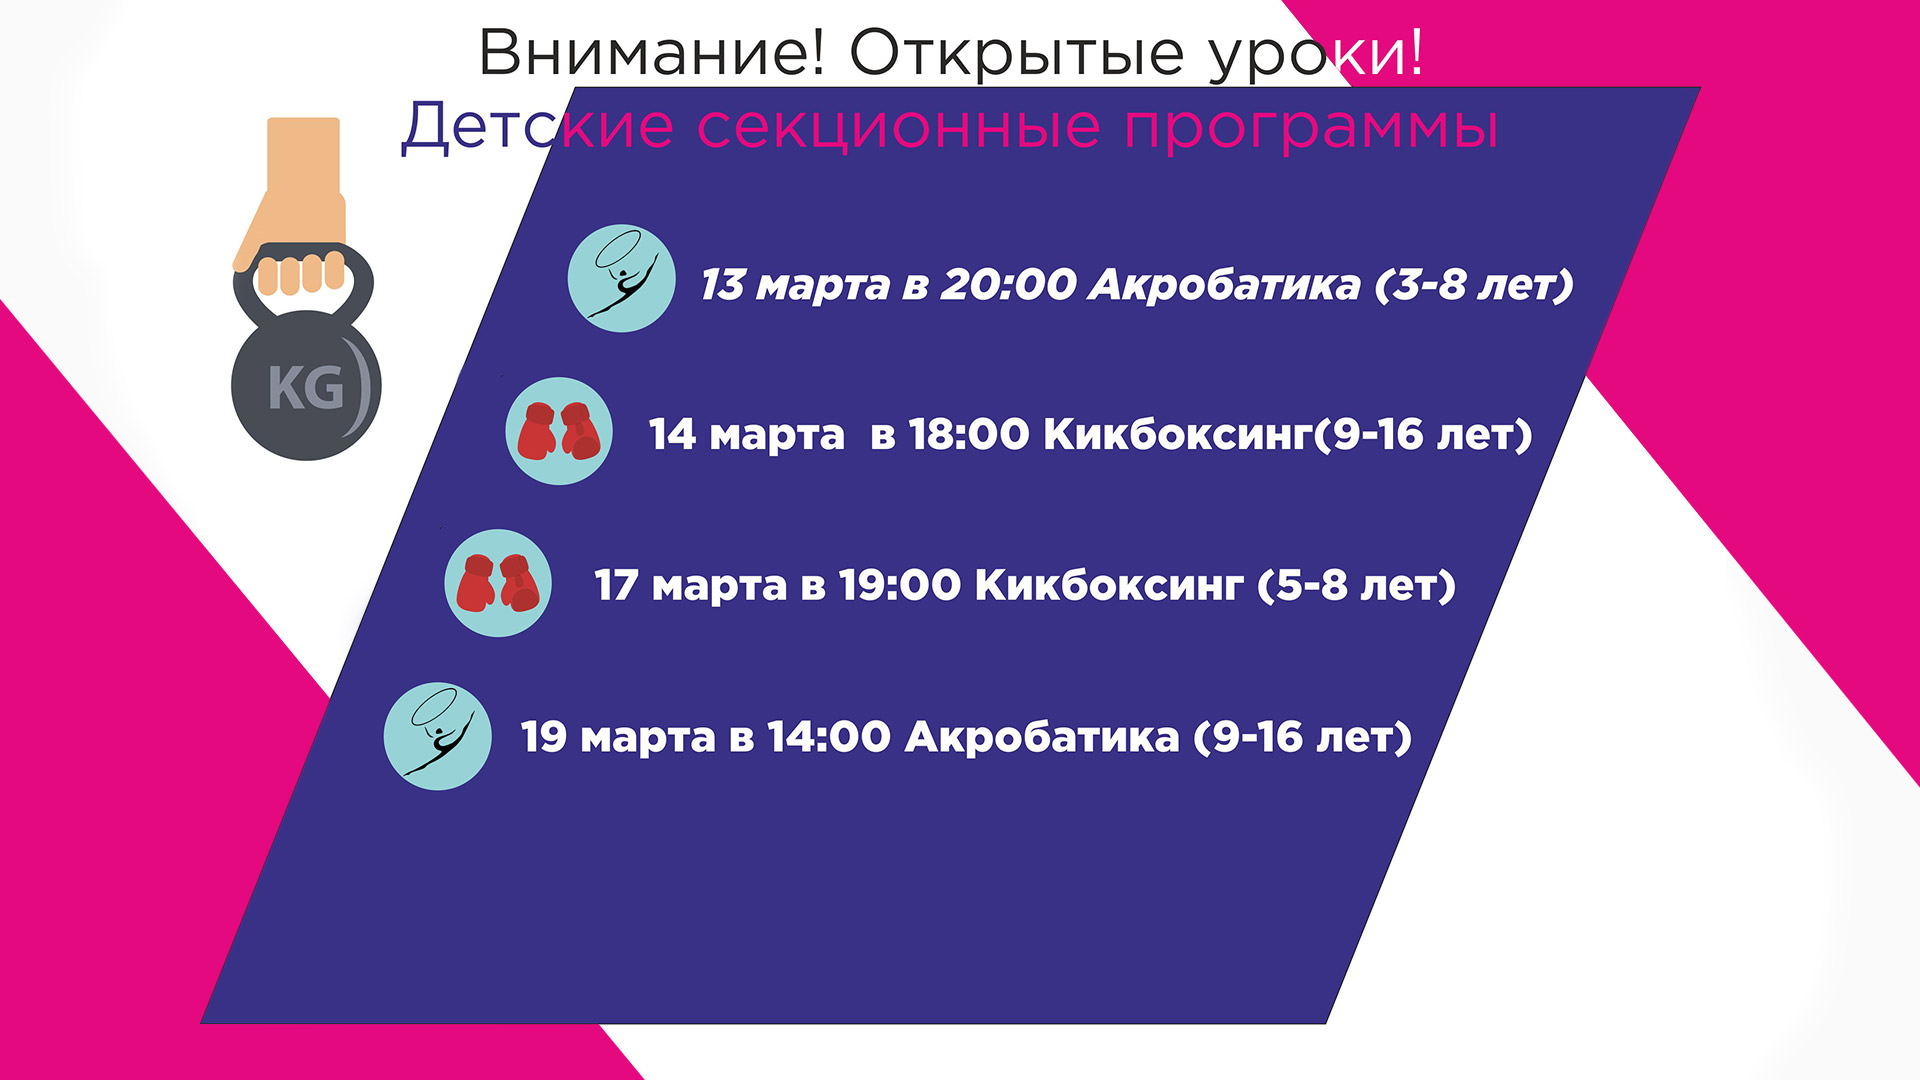 Внимание! Открытые уроки!
Детские секционные программы
KG
13 марта в 20:00 Акробатика (3-8 лет)
14 марта  в 18:00 Кикбоксинг(9-16 лет)
17 марта в 19:00 Кикбоксинг (5-8 лет)
19 марта в 14:00 Акробатика (9-16 лет)